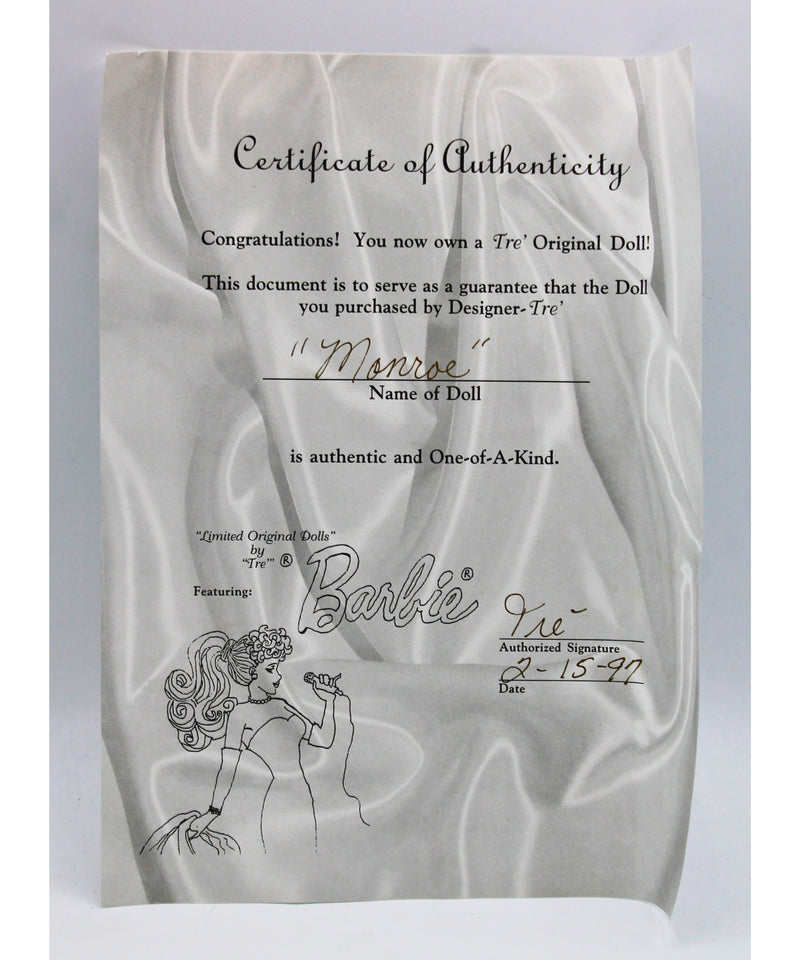 Certificate of Authenticity
Congratulations! You now own a Tre' Original Doll!
This document is to serve as a guarantee that the Doll
you purchased by Designer-Tre'
"Monroe"
Name of Doll
is authentic and One-of-A-Kind.
"Limited Original Dolls"
by
"Tre'" ®
Featuring:
Barbie®
Tré
Authorized Signature
2-15-97
Date